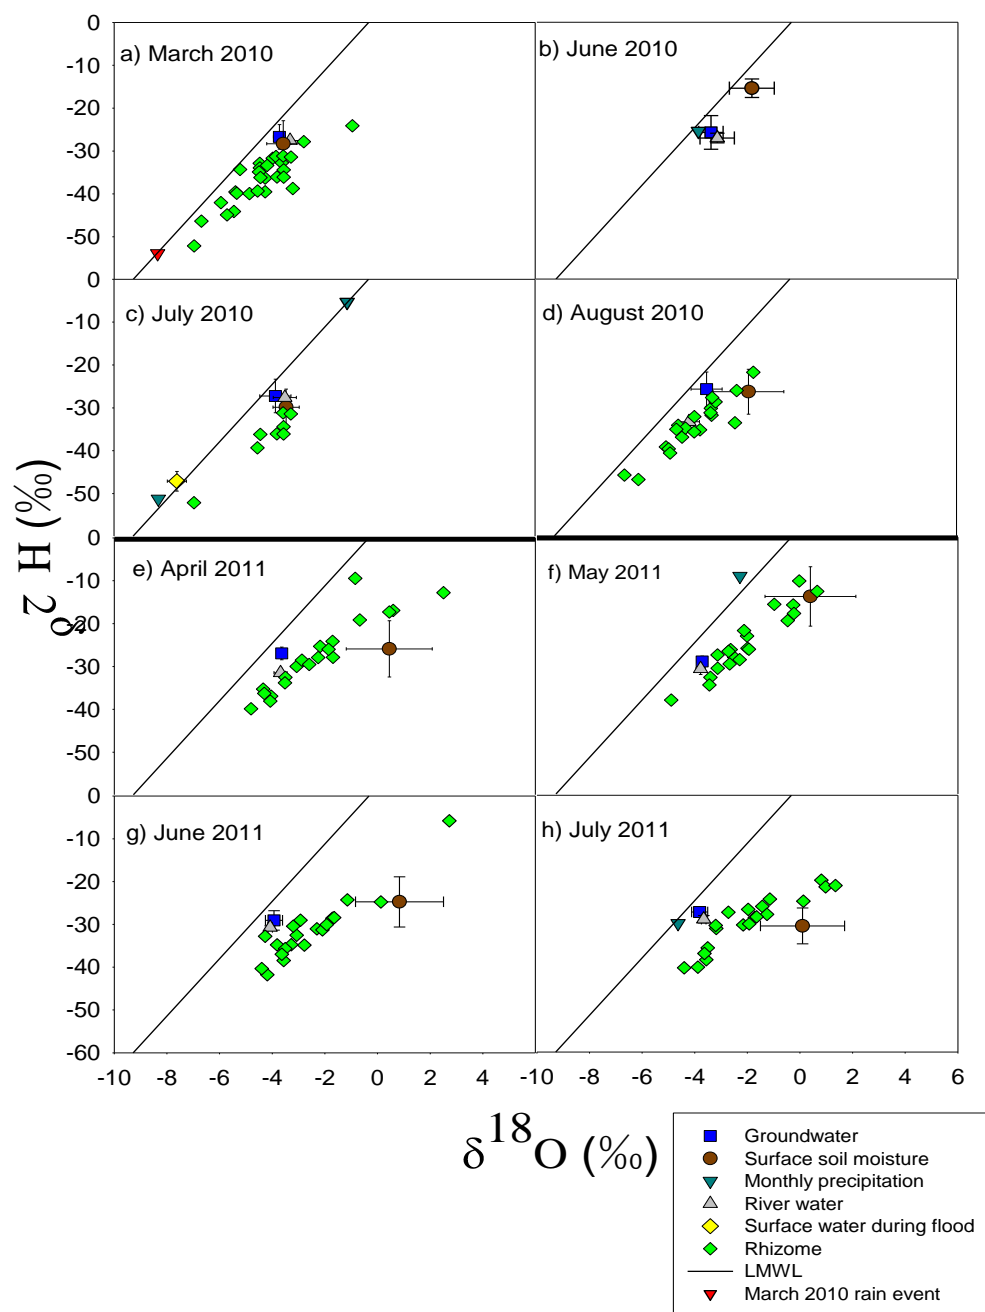 0
-10
-20
-30
-40
-50
0
a) March 2010
b) June 2010
-10
-20
-30
-40
-50
0
c) July 2010
d) August 2010
-10
-20
-30
-40
-50
0
e) April 2011
f) May 2011
-10
-20
-30
-40
-50
-60
g) June 2011
h) July 2011
-10 -8 -6 -4 -2 0 2 4 -10 -8 -6 -4 -2 0 2 4 6
δ2 H (‰)
δ18O (‰)
Groundwater
Surface soil moisture
Monthly precipitation
River water
Surface water during flood
Rhizome
LMWL
March 2010 rain event